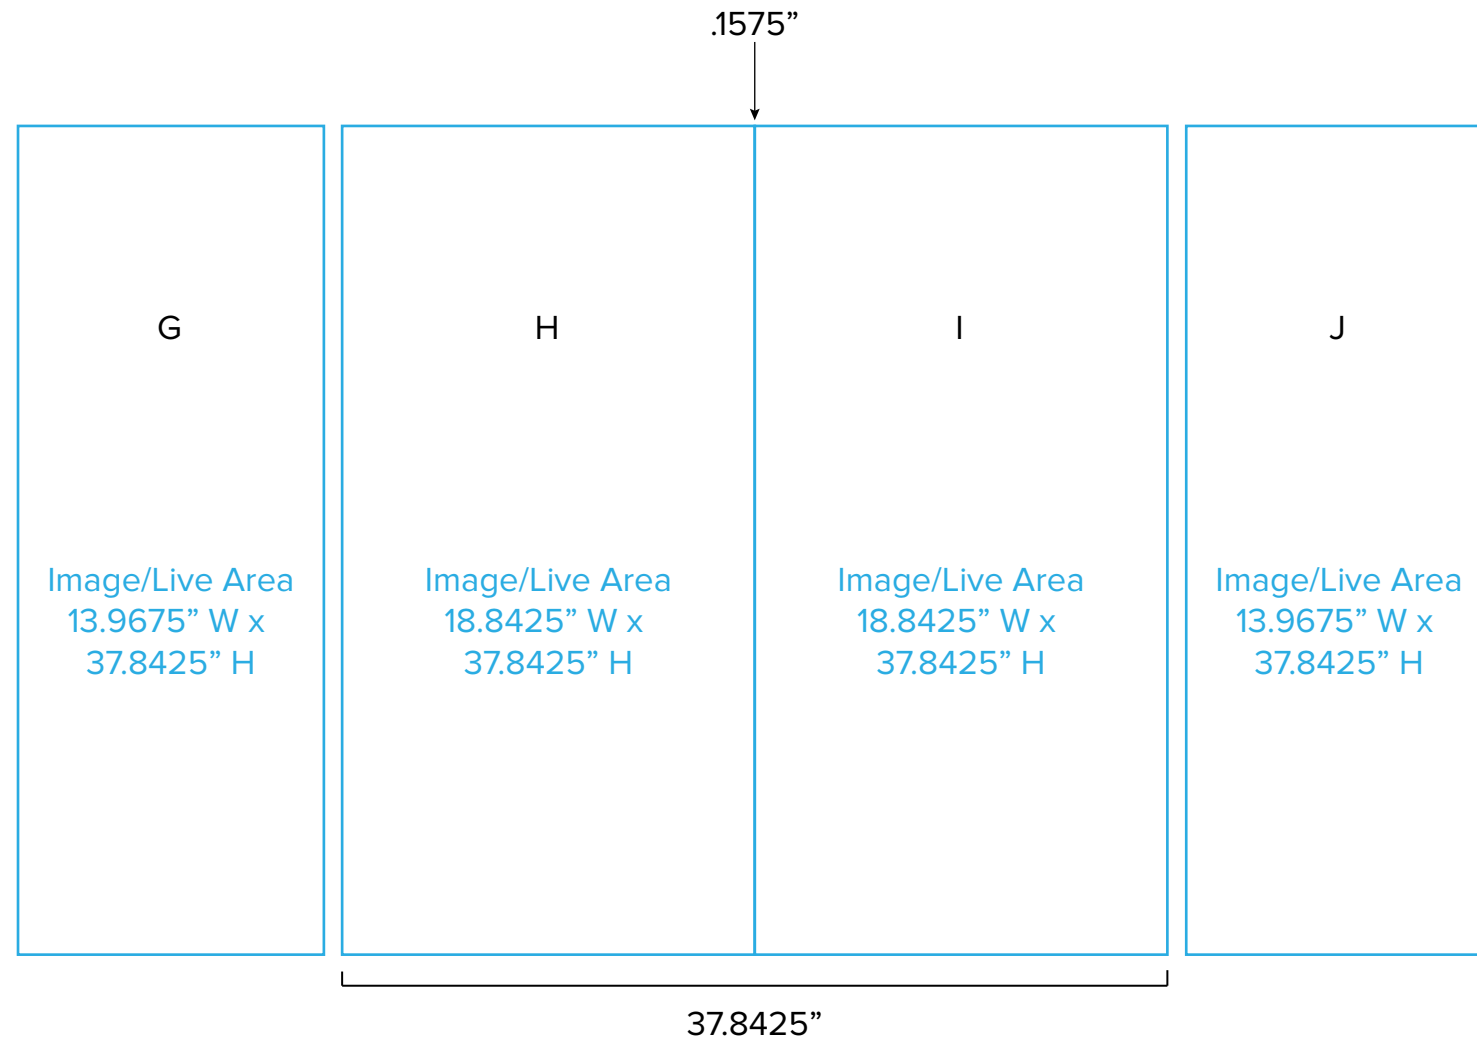 .1575”
G
H
I
J
Image/Live Area
13.9675” W x
37.8425” H
Image/Live Area
18.8425” W x
37.8425” H
Image/Live Area
18.8425” W x
37.8425” H
Image/Live Area
13.9675” W x
37.8425” H
37.8425”